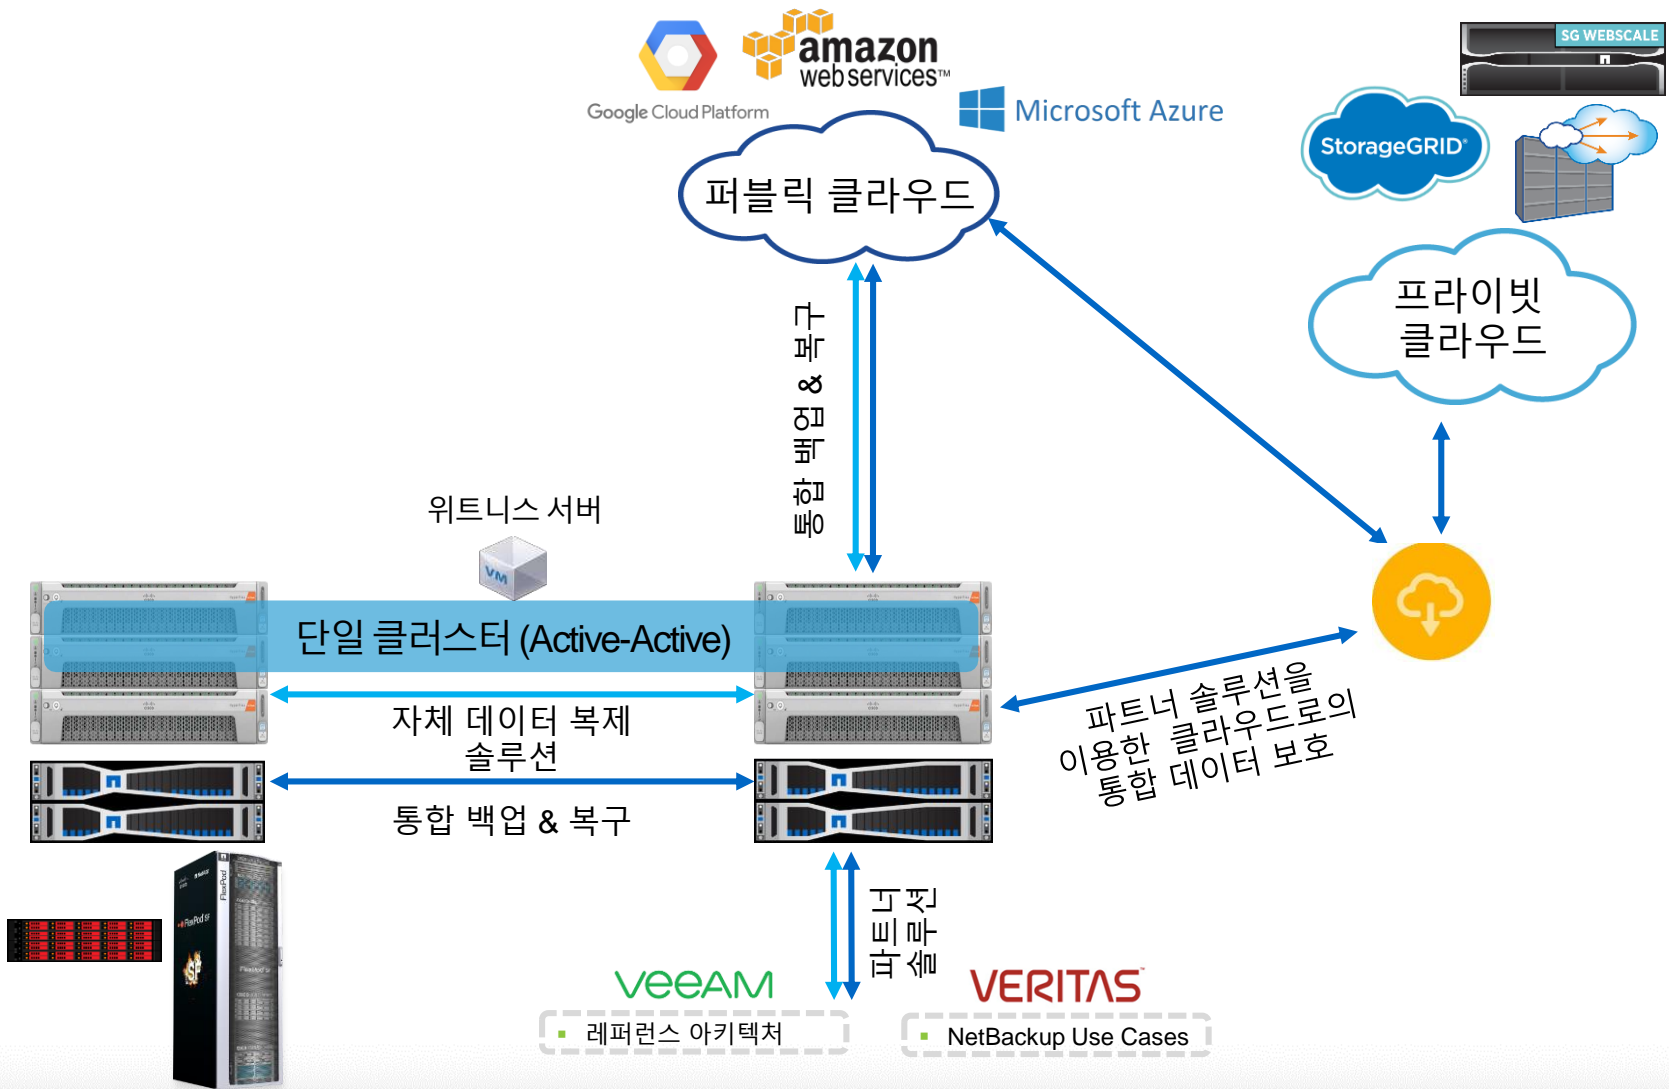 amazon
web services™
Google Cloud Platform
Microsoft Azure
SG WEBSCALE
StorageGRID
퍼블릭 클라우드
프라이빗
클라우드
통합 백업 & 복구
위트니스 서버
VM
단일 클러스터 (Active-Active)
자체 데이터 복제
솔루션
통합 백업 & 복구
파트너 솔루션을
이용한 클라우드로의
통합 데이터 보호
파트너
솔루션
FlexPod
FlexPod SF
SF
veeam
VERITAS
▪ 레퍼런스 아키텍처
▪ NetBackup Use Cases